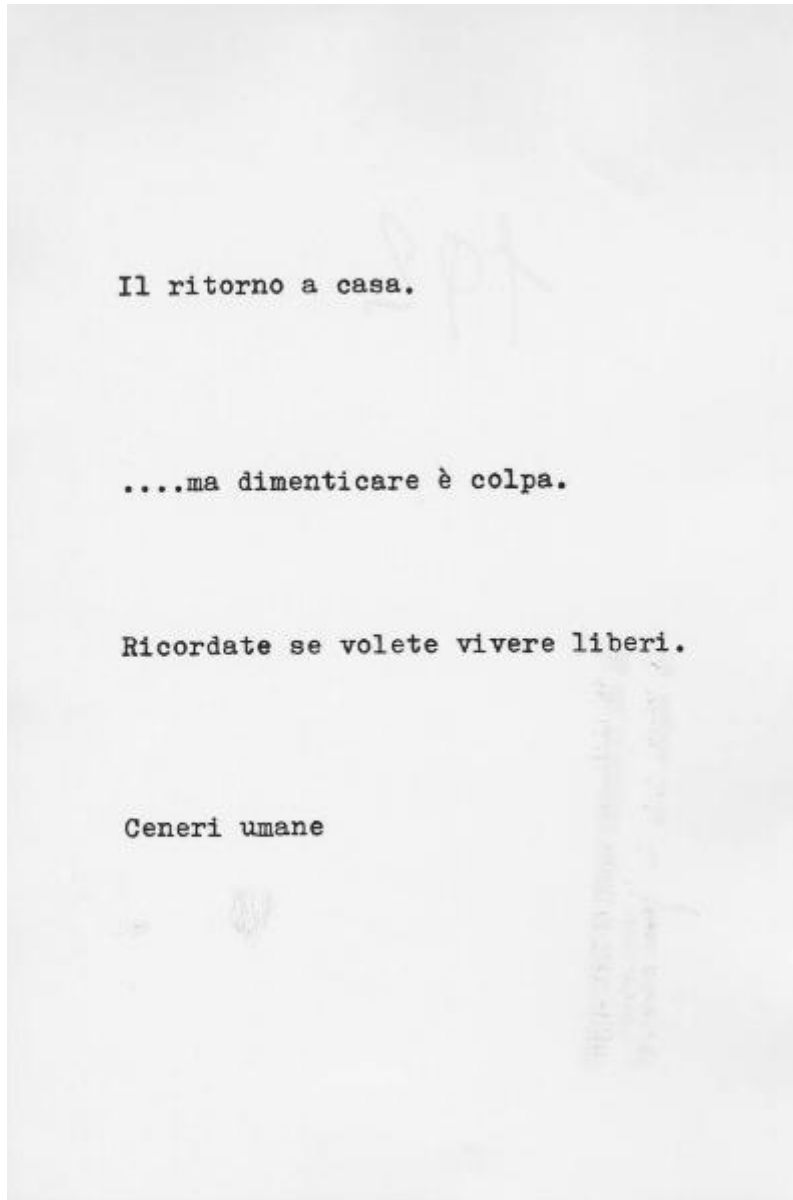 Il ritorno a casa.
....ma dimenticare è colpa.
Ricordate se volete vivere liberi.
Ceneri umane